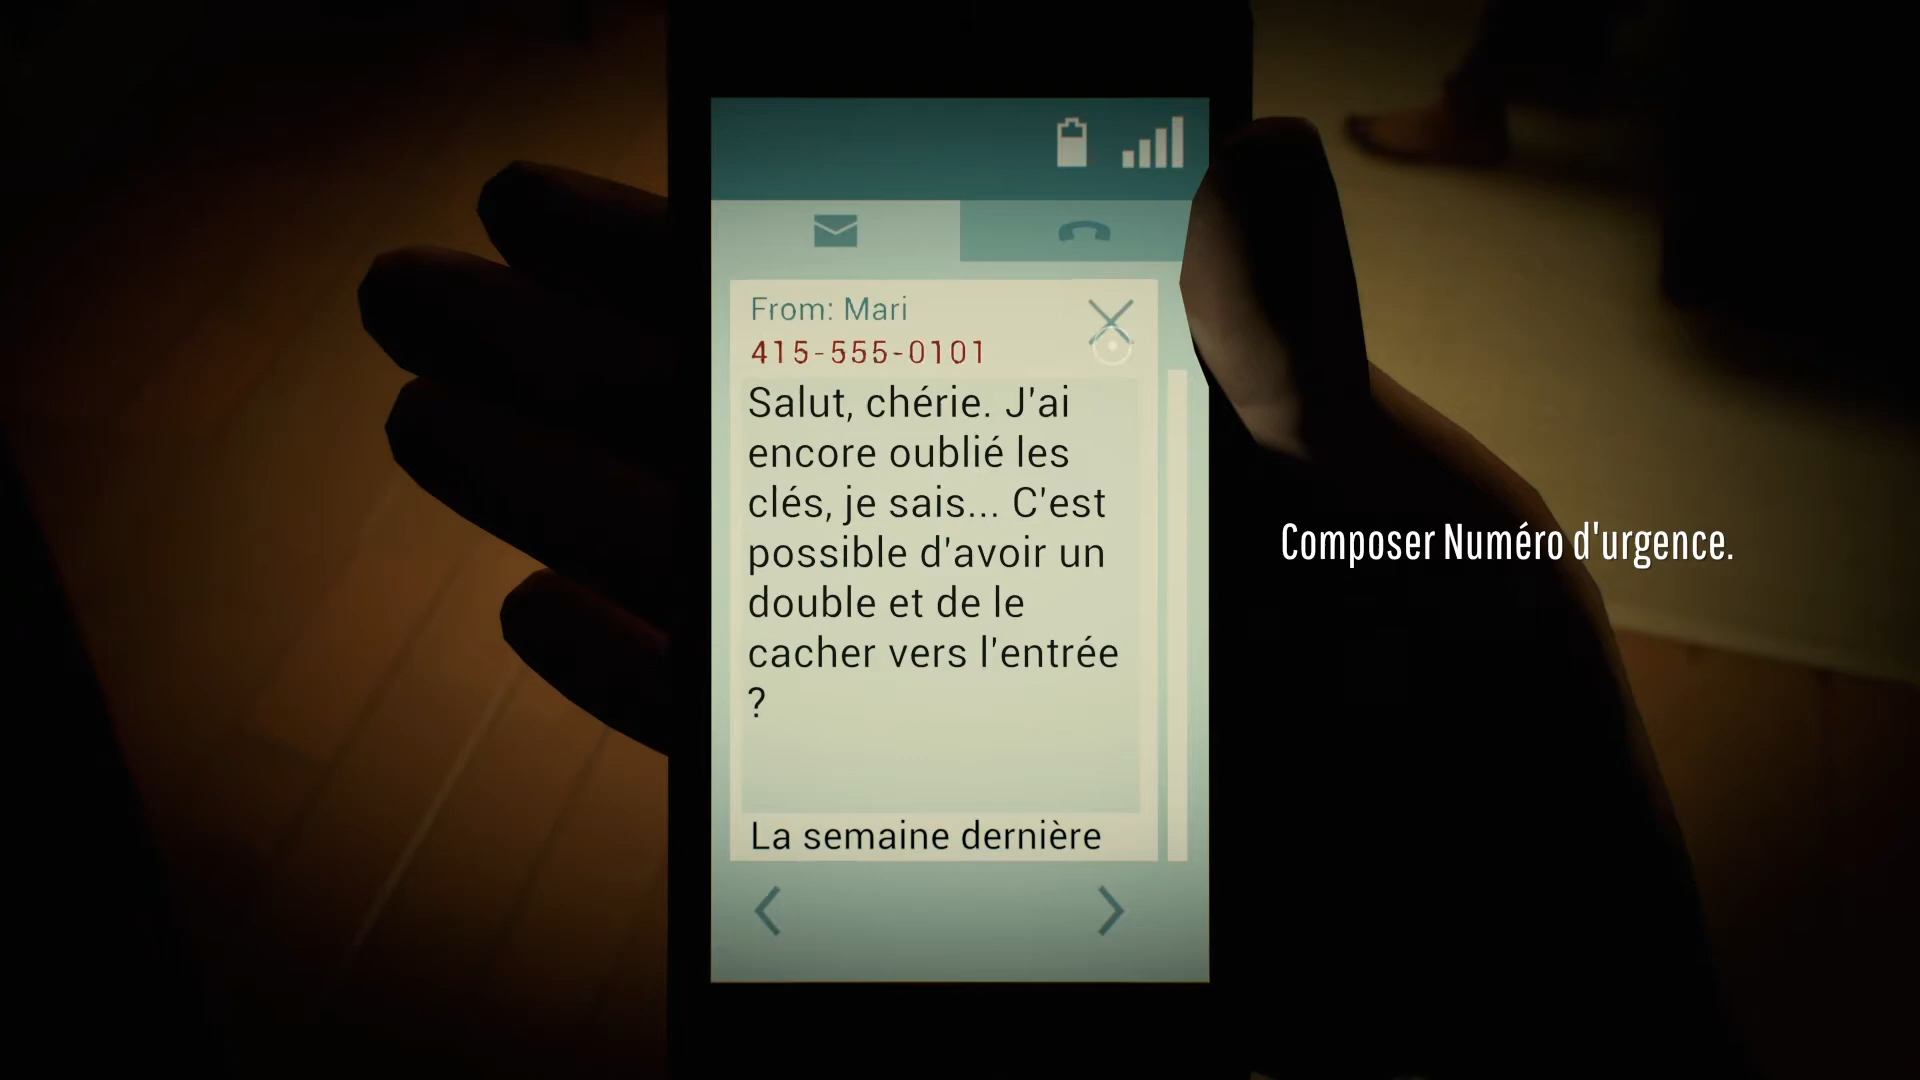 From: Mari
415-555-0101
Salut, chérie. J'ai
encore oublié les
clés, je sais... C'est
possible d'avoir un
double et de le
cacher vers l'entrée
?
La semaine dernière
Composer Numéro d'urgence.